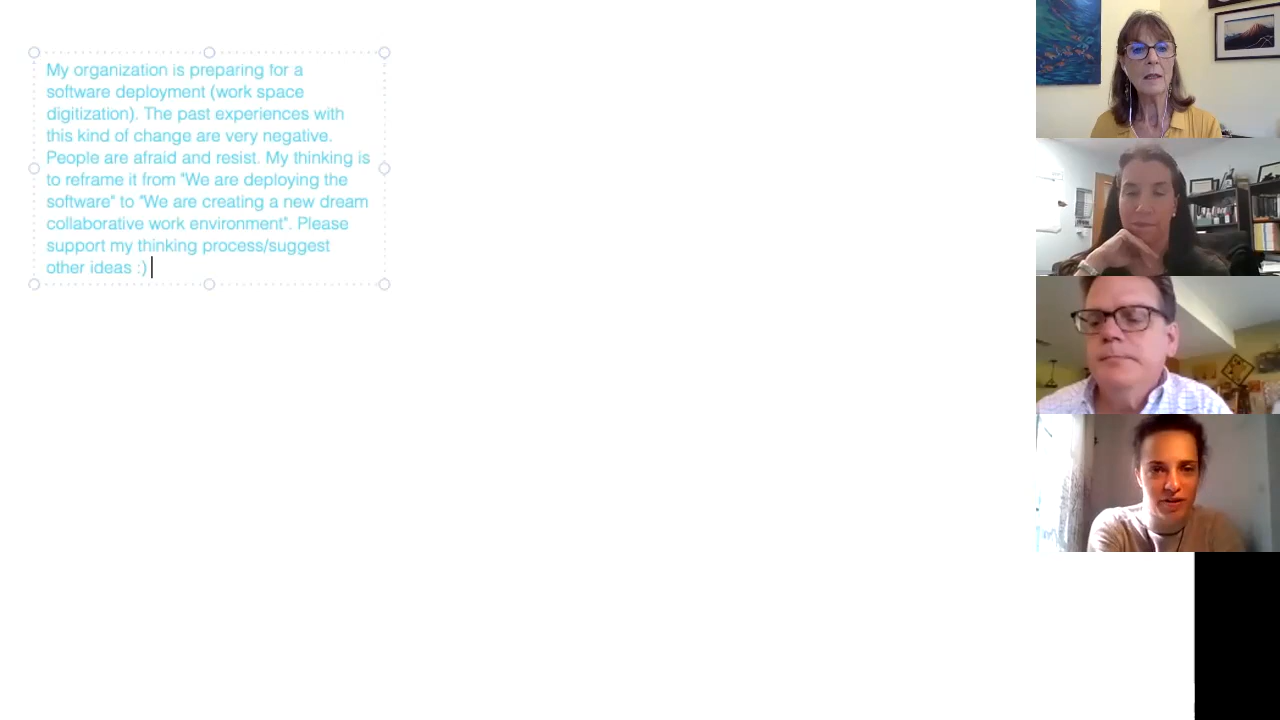 My organization is preparing for a
software deployment (work space
digitization). The past experiences with
this kind of change are very negative.
People are afraid and resist. My thinking is
to reframe it from "We are deploying the
software" to "We are creating a new dream
collaborative work environment". Please
support my thinking process/suggest
other ideas :)